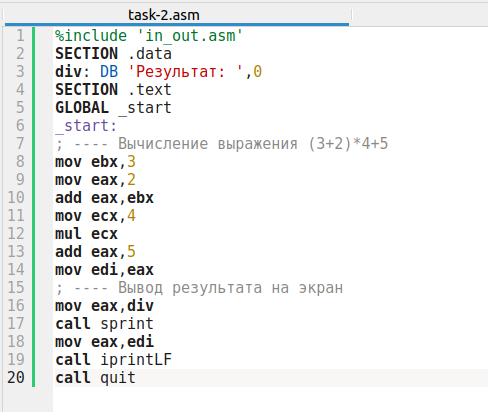 task-2.asm
1 %include 'in_out.asm'
2 SECTION .data
3 div: DB 'Результат: ',0
4 SECTION .text
5 GLOBAL _start
6 _start:
7 ; ---- Вычисление выражения (3+2)*4+5
8 mov ebx,3
9 mov eax,2
10 add eax,ebx
11 mov ecx,4
12 mul ecx
13 add eax,5
14 mov edi,eax
15 ; ---- Вывод результата на экран
16 mov eax,div
17 call sprint
18 mov eax,edi
19 call iprintLF
20 call quit